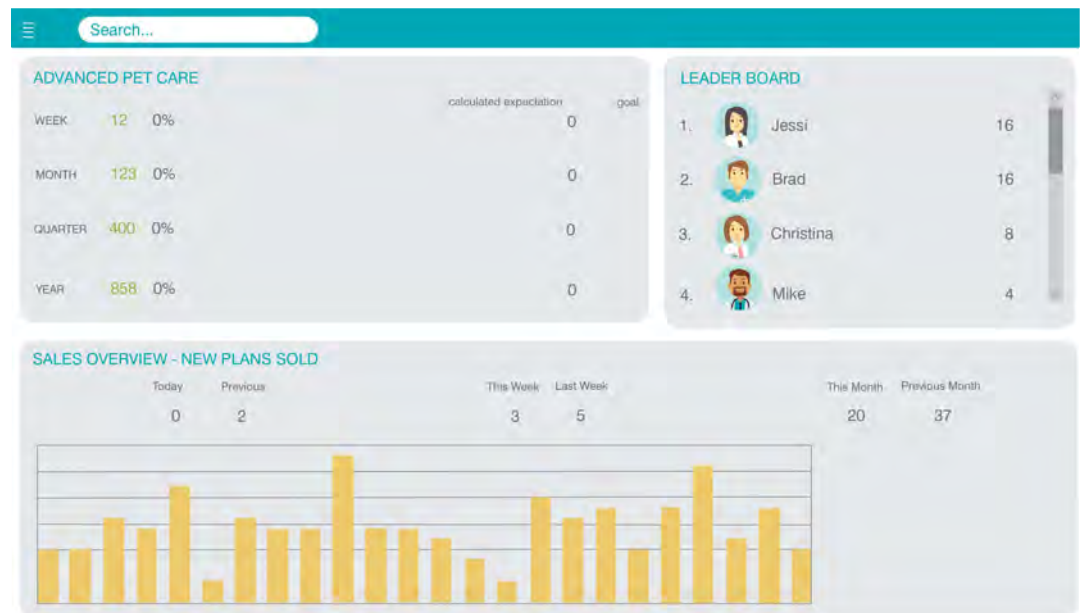 Search...
ADVANCED PET CARE
calculated expectation goal
WEEK 12 0% 0
MONTH 123 0% 0
QUARTER 400 0% 0
YEAR 858 0% 0
LEADER BOARD
1. Jessi 16
2. Brad 16
3. Christina 8
4. Mike 4
SALES OVERVIEW - NEW PLANS SOLD
Today Previous This Week Last Week This Month Previous Month
0 2 3 5 20 37